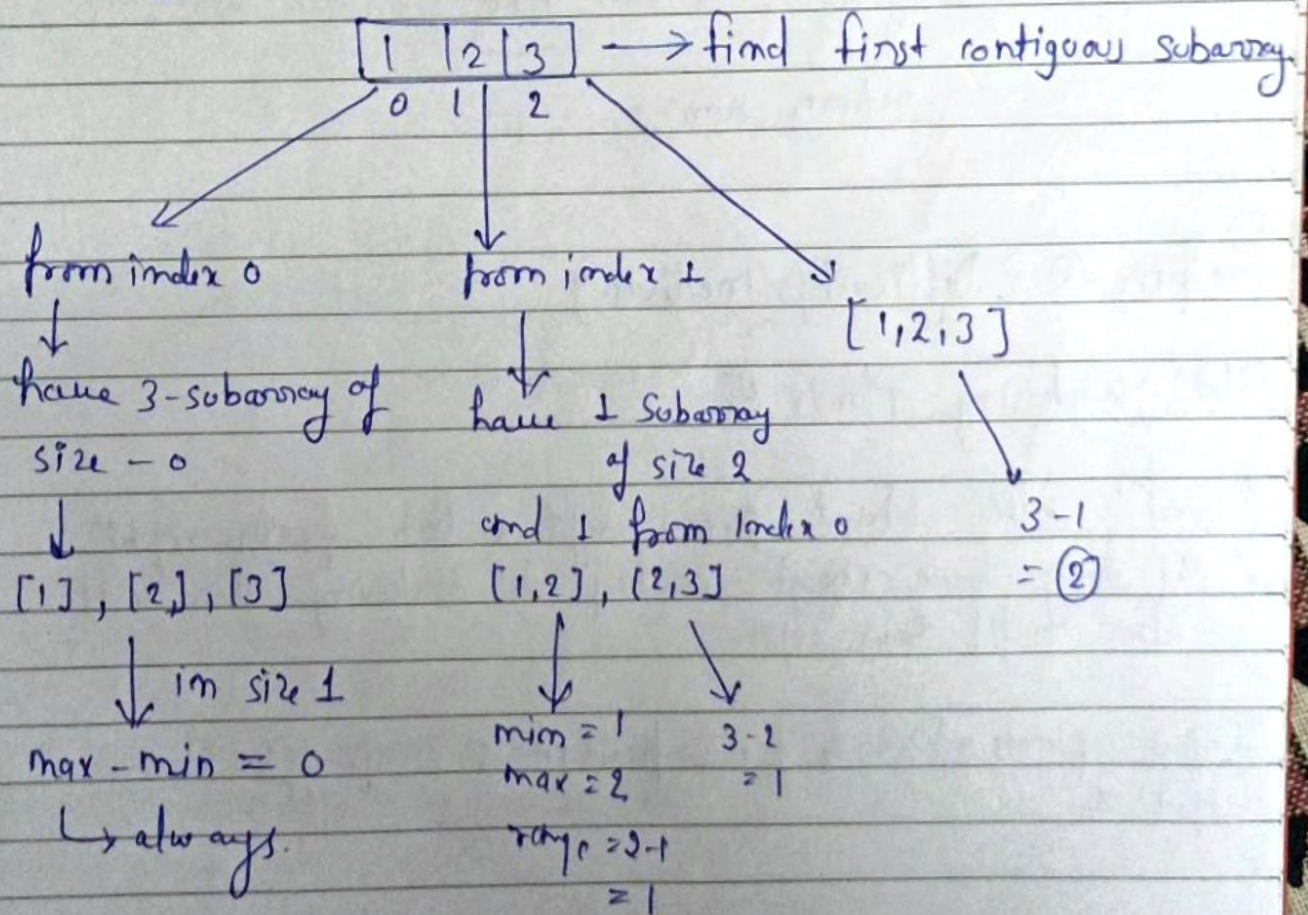 1 2 3 → find first contiguous subarray
0 1 2
from index 0
↓
have 3-subarray of
size - 0
↓
[1], [2], [3]
↓ in size 1
max - min = 0
↳ always.
from index 1
↓
have 1 Subarray
of size 2
and 1 from index 0
[1,2], [2,3]
min = 1
max = 2
range = 2-1
= 1
3-2
= 1
[1,2,3]
3-1
= 2